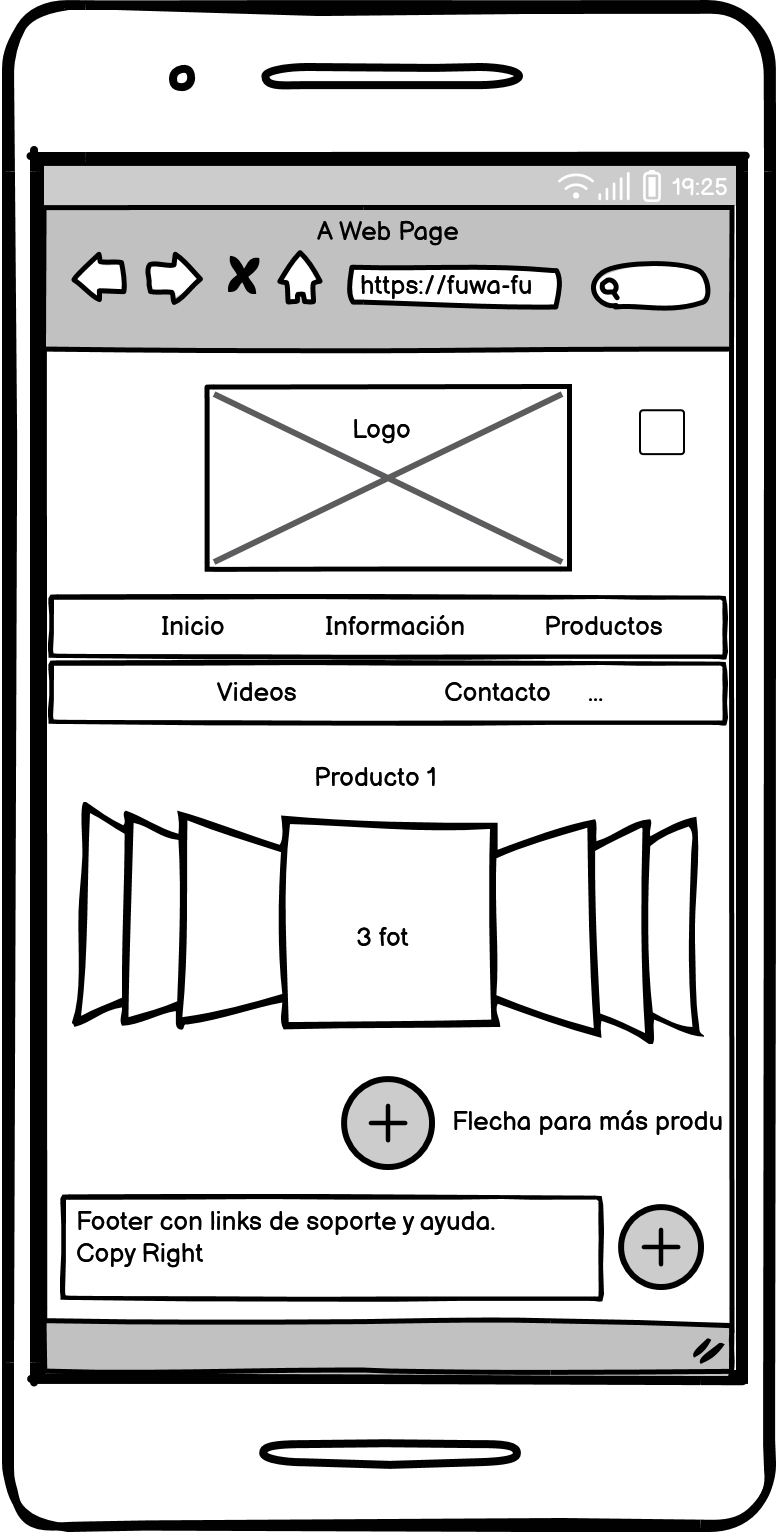 19:25
A Web Page
https://fuwa-fu
Logo
Inicio Información Productos
Videos Contacto ...
Producto 1
3 fot
Flecha para más produ
Footer con links de soporte y ayuda.
Copy Right